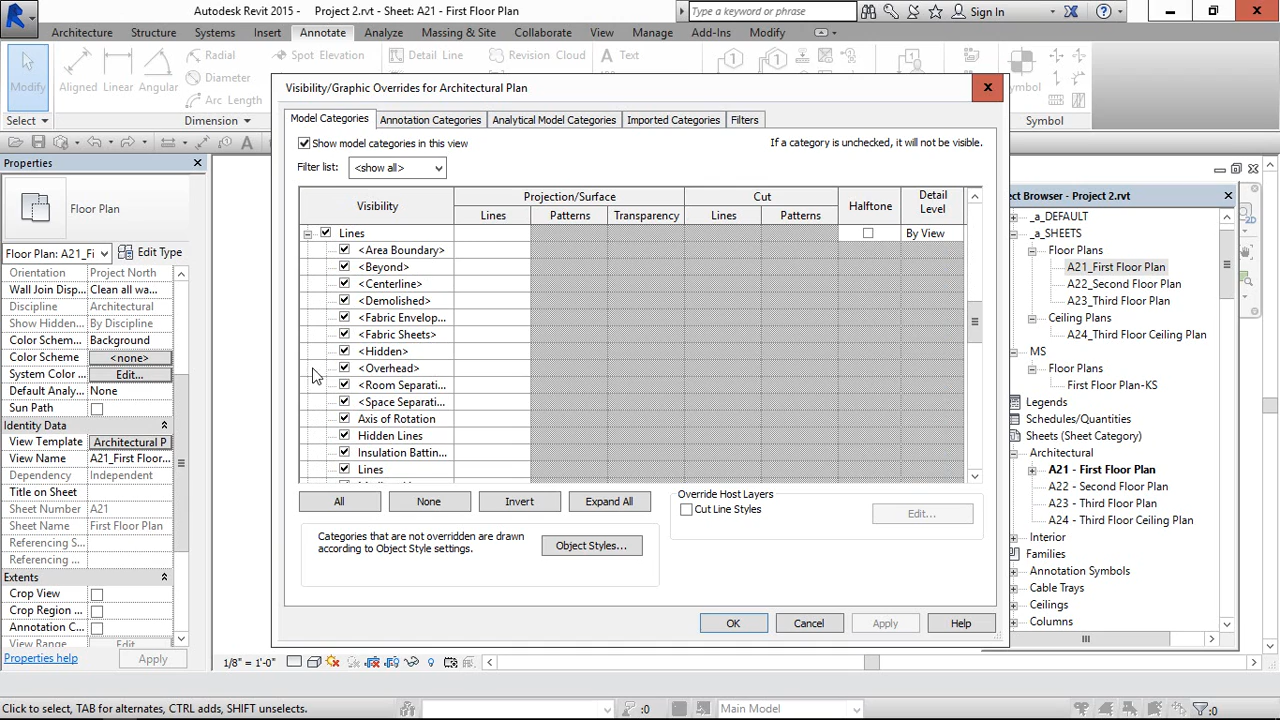 Autodesk Revit 2015 - Project 2.rvt - Sheet: A21 - First Floor Plan
Type a keyword or phrase
Sign In
Architecture Structure Systems Insert Annotate Analyze Massing & Site Collaborate View Manage Add-Ins Modify
Modify
Aligned
Linear
Angular
Radial
Diameter
Arc Length
Spot Elevation
Detail Line
Revision Cloud
Text
Symbol
Select
Dimension
Symbol
Properties
Floor Plan
Floor Plan: A21_Fi
Edit Type
Orientation Project North
Wall Join Disp... Clean all wa...
Discipline Architectural
Show Hidden... By Discipline
Color Schem... Background
Color Scheme <none>
System Color ... Edit...
Default Analy... None
Sun Path
Identity Data
View Template Architectural P
View Name A21_First Floor...
Dependency Independent
Title on Sheet
Sheet Number A21
Sheet Name First Floor Plan
Referencing S...
Referencing ...
Extents
Crop View
Crop Region ...
Annotation C...
View Range Edit...
Properties help
Apply
Visibility/Graphic Overrides for Architectural Plan
Model Categories Annotation Categories Analytical Model Categories Imported Categories Filters
Show model categories in this view
If a category is unchecked, it will not be visible.
Filter list: <show all>
Visibility
Projection/Surface
Cut
Halftone
Detail Level
Lines Patterns Transparency Lines Patterns
Lines By View
<Area Boundary>
<Beyond>
<Centerline>
<Demolished>
<Fabric Envelop...
<Fabric Sheets>
<Hidden>
<Overhead>
<Room Separati...
<Space Separati...
Axis of Rotation
Hidden Lines
Insulation Battin...
Lines
All None Invert Expand All
Override Host Layers
Cut Line Styles
Edit...
Categories that are not overridden are drawn
according to Object Style settings.
Object Styles...
OK Cancel Apply Help
ject Browser - Project 2.rvt
_a_DEFAULT
_a_SHEETS
Floor Plans
A21_First Floor Plan
A22_Second Floor Plan
A23_Third Floor Plan
Ceiling Plans
A24_Third Floor Ceiling Plan
MS
Floor Plans
First Floor Plan-KS
Legends
Schedules/Quantities
Sheets (Sheet Category)
Architectural
A21 - First Floor Plan
A22 - Second Floor Plan
A23 - Third Floor Plan
A24 - Third Floor Ceiling Plan
Interior
Families
Annotation Symbols
Cable Trays
Ceilings
Columns
1/8" = 1'-0"
Click to select, TAB for alternates, CTRL adds, SHIFT unselects.
:0
Main Model
:0